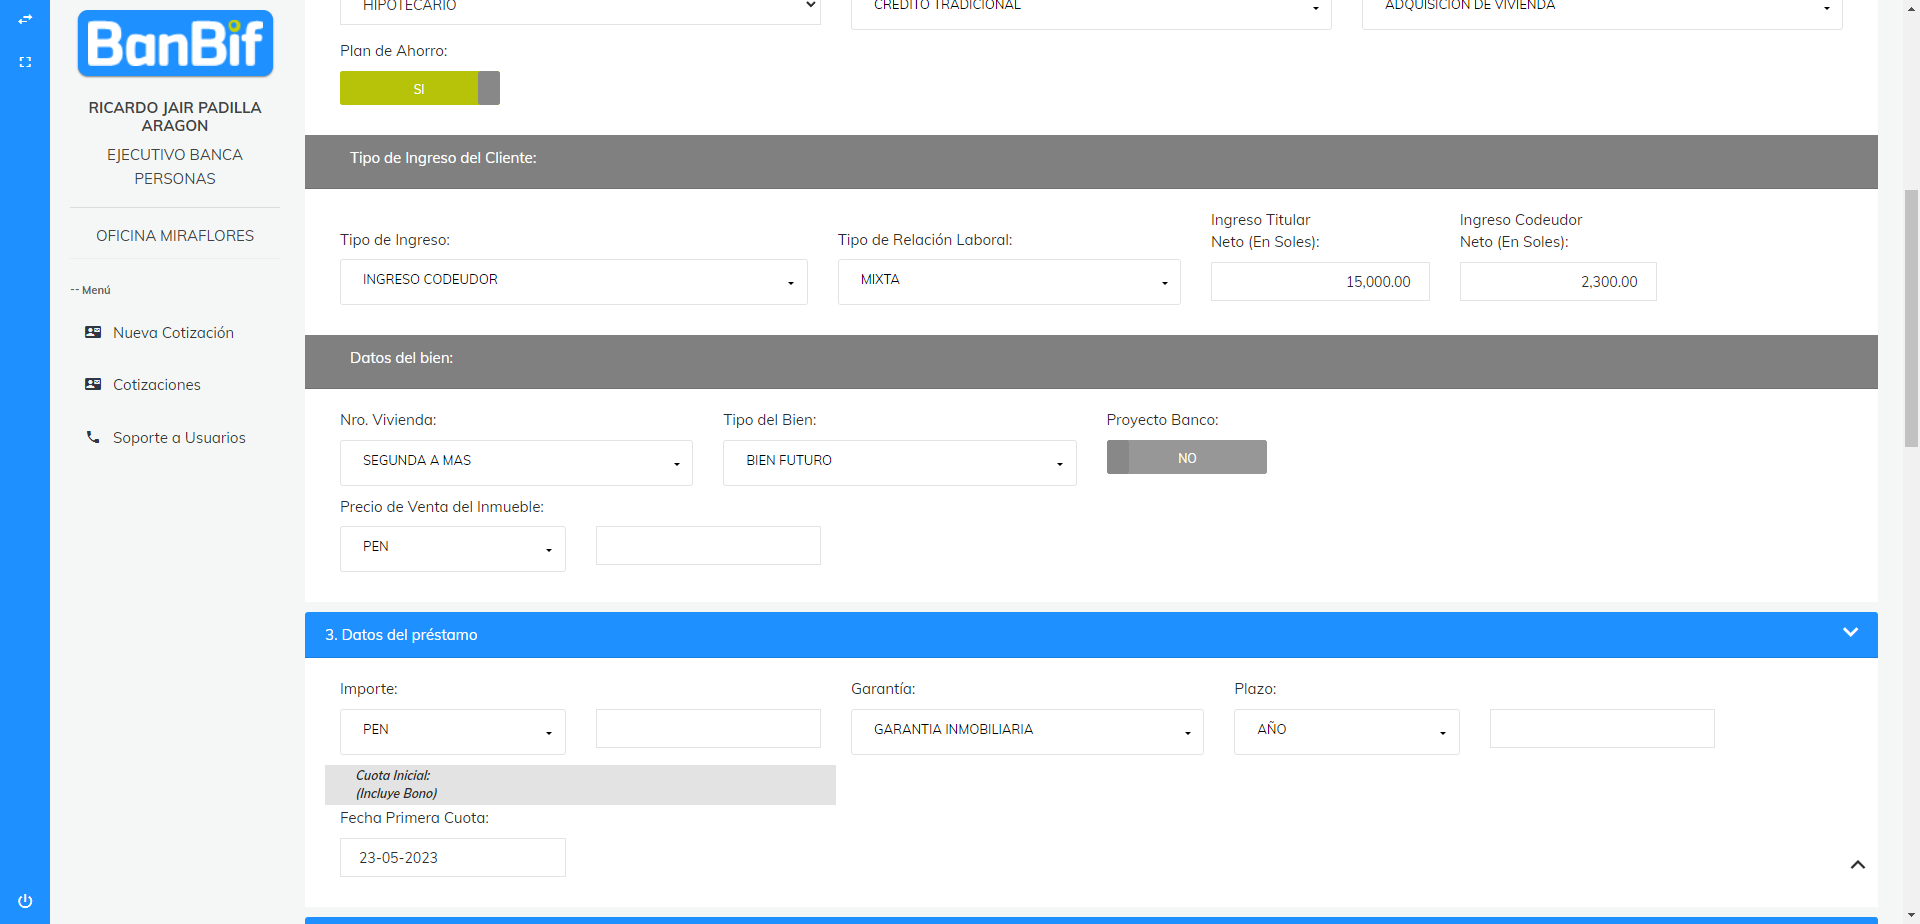 BanBif
RICARDO JAIR PADILLA
ARAGON
EJECUTIVO BANCA
PERSONAS
OFICINA MIRAFLORES
-- Menú
Nueva Cotización
Cotizaciones
Soporte a Usuarios
HIPOTECARIO
CREDITO TRADICIONAL
ADQUISICION DE VIVIENDA
Plan de Ahorro:
SI
Tipo de Ingreso del Cliente:
Tipo de Ingreso:
INGRESO CODEUDOR
Tipo de Relación Laboral:
MIXTA
Ingreso Titular
Neto (En Soles):
15,000.00
Ingreso Codeudor
Neto (En Soles):
2,300.00
Datos del bien:
Nro. Vivienda:
SEGUNDA A MAS
Tipo del Bien:
BIEN FUTURO
Proyecto Banco:
NO
Precio de Venta del Inmueble:
PEN
3. Datos del préstamo
Importe:
PEN
Garantía:
GARANTIA INMOBILIARIA
Plazo:
AÑO
Cuota Inicial:
(Incluye Bono)
Fecha Primera Cuota:
23-05-2023